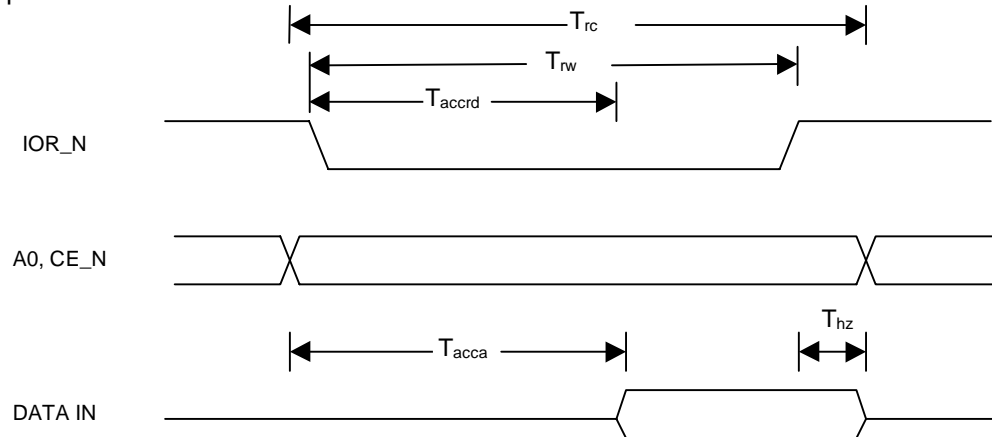 Trc
Trw
Taccrd
IOR_N
A0, CE_N
Thz
Tacca
DATA IN